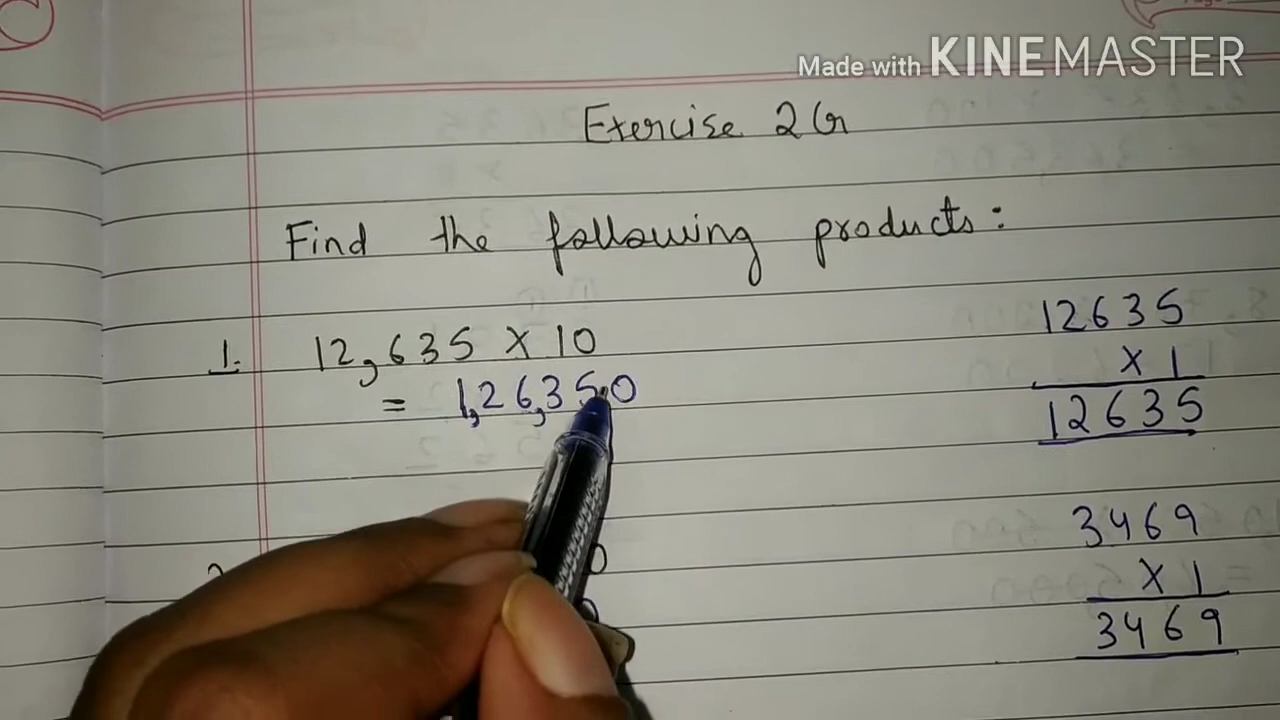 Made with KINEMASTER
Exercise 2G
Find the following products:
1. 12,635 X 10
= 1,26,350
12635
X 1
12635
3469
X 1
3469